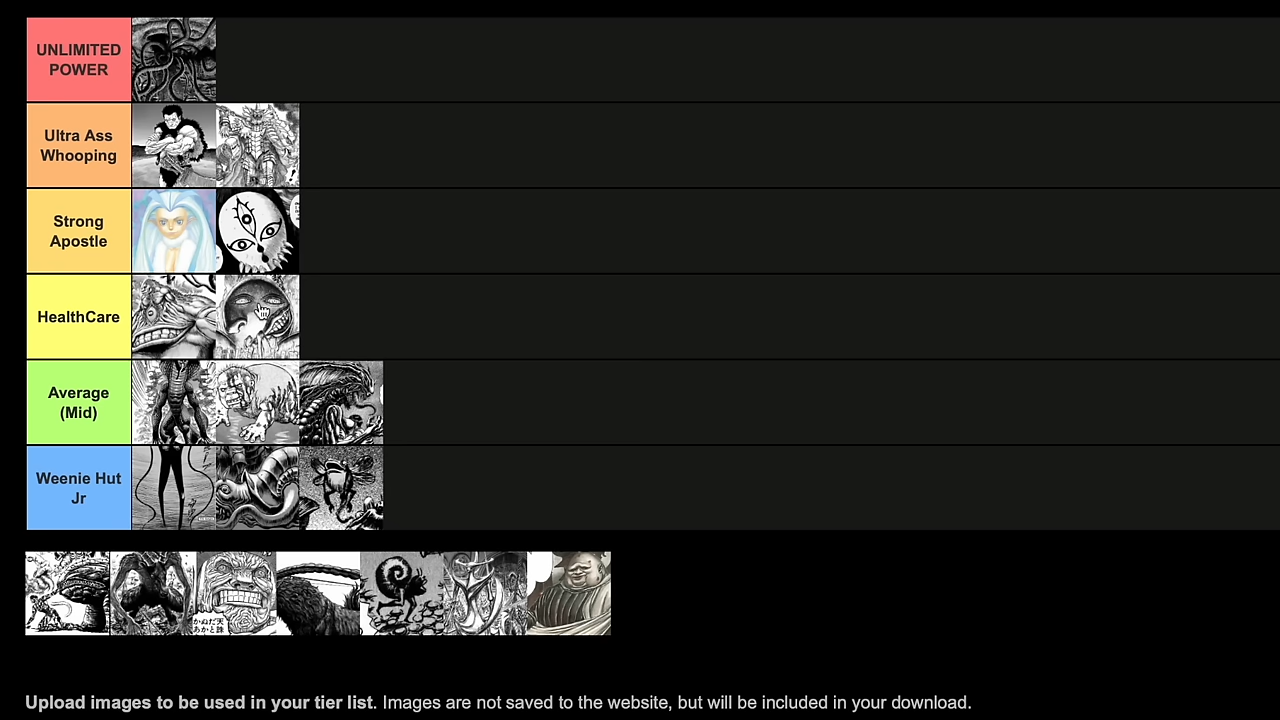 UNLIMITED
POWER
Ultra Ass
Whooping
Strong
Apostle
HealthCare
Average
(Mid)
Weenie Hut
Jr
Upload images to be used in your tier list. Images are not saved to the website, but will be included in your download.